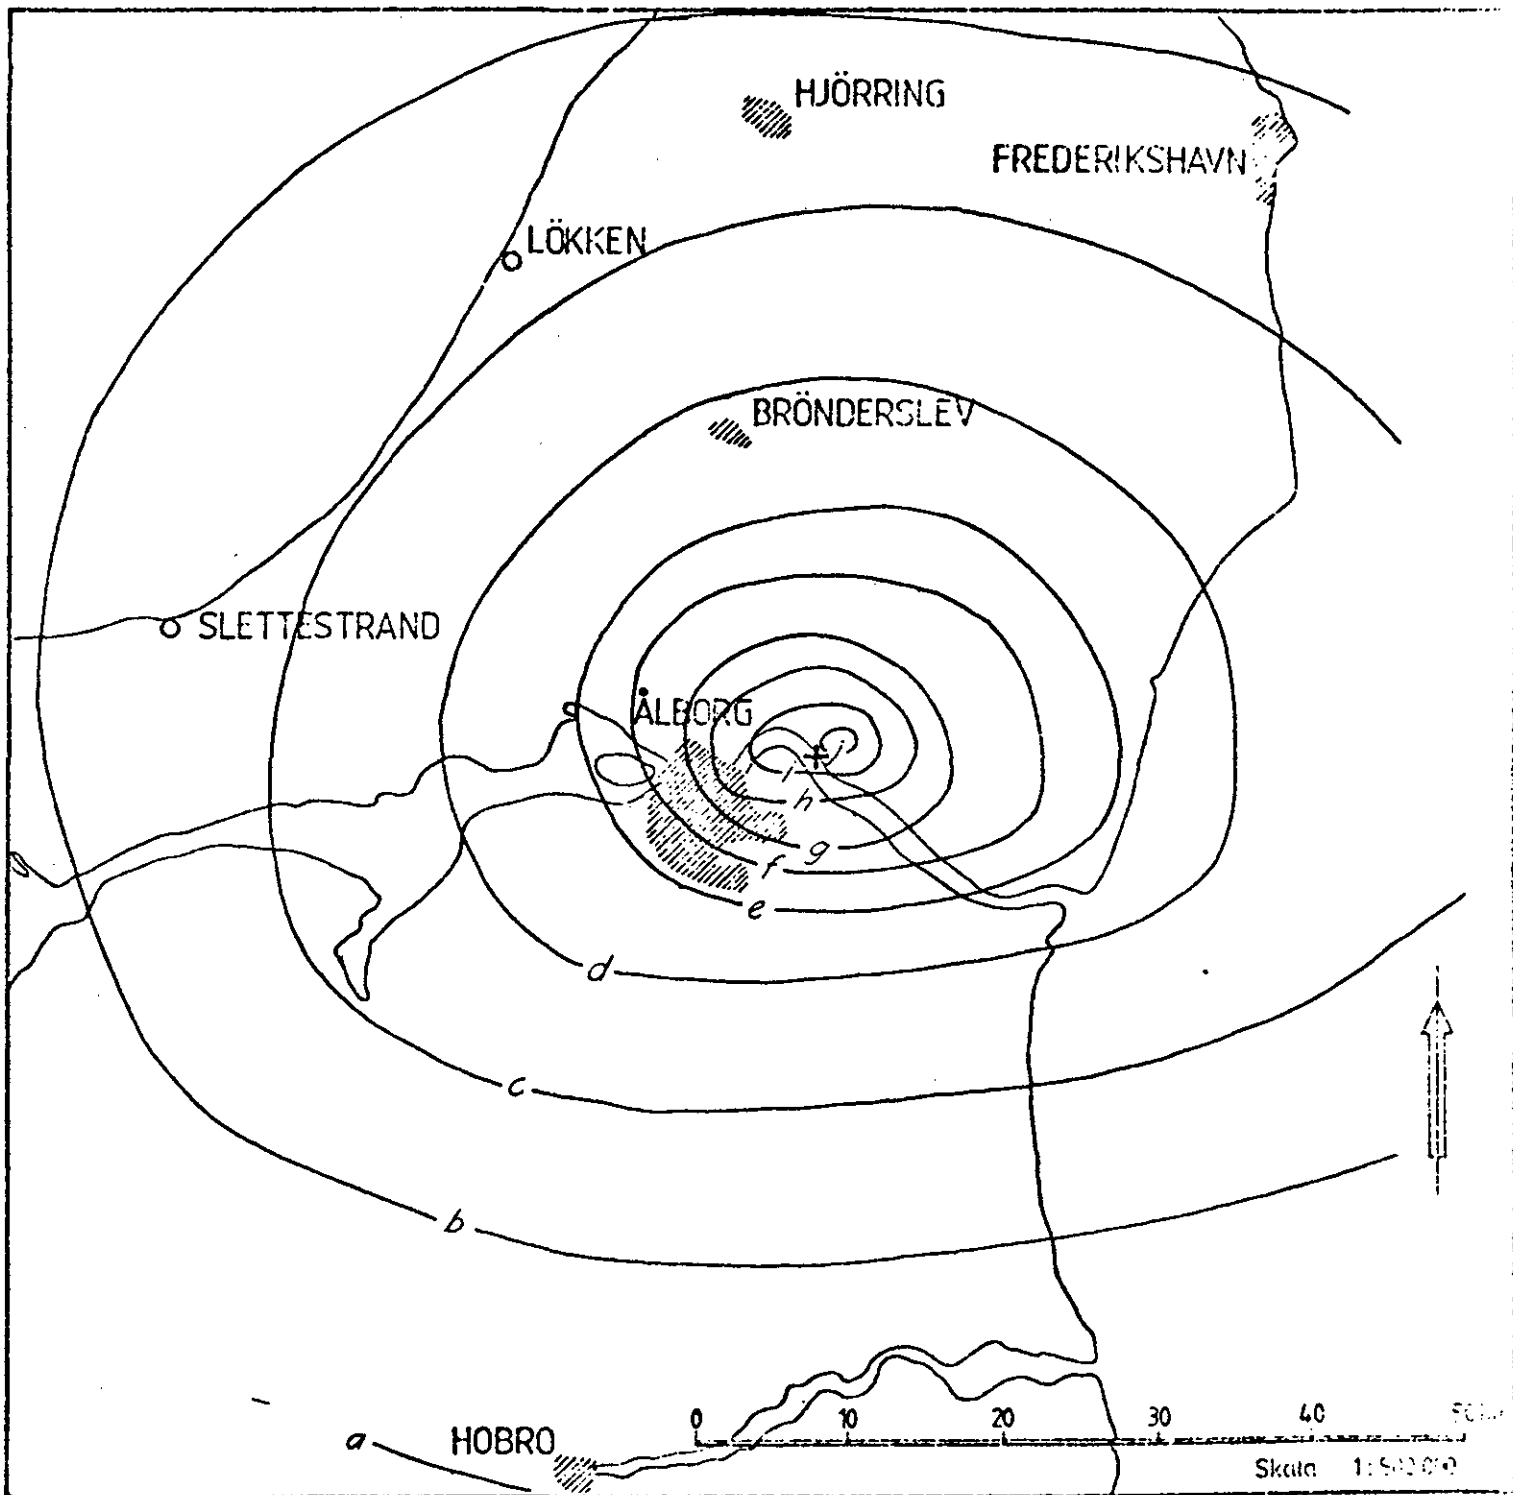 HJÖRRING
FREDERIKSHAVN
LÖKKEN
BRÖNDERSLEV
SLETTESTRAND
ÅLBORG
j
i
h
g
f
e
d
c
b
a
HOBRO
0 10 20 30 40
Skala